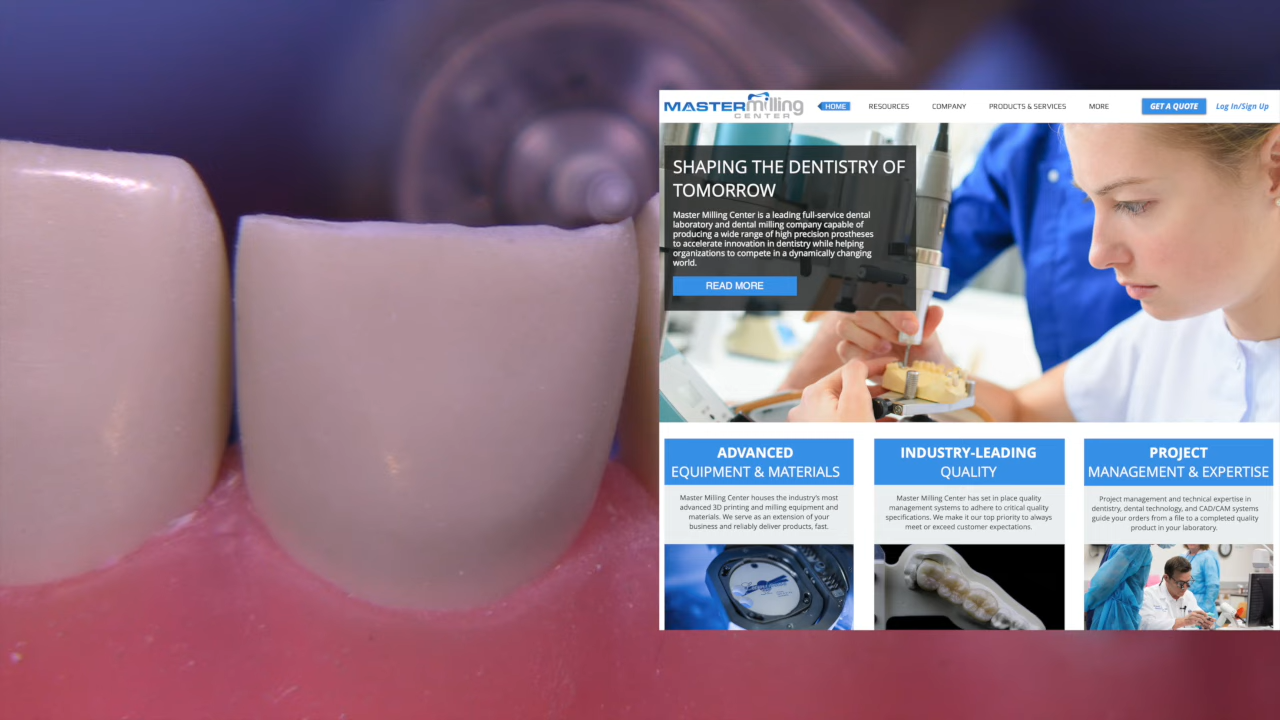 MASTERmilling
CENTER
HOME
RESOURCES
COMPANY
PRODUCTS & SERVICES
MORE
GET A QUOTE
Log In/Sign Up
SHAPING THE DENTISTRY OF
TOMORROW
Master Milling Center is a leading full-service dental
laboratory and dental milling company capable of
producing a wide range of high precision prostheses
to accelerate innovation in dentistry while helping
organizations to compete in a dynamically changing
world.
READ MORE
ADVANCED
EQUIPMENT & MATERIALS
Master Milling Center houses the industry's most
advanced 3D printing and milling equipment and
materials. We serve as an extension of your
business and reliably deliver products, fast.
INDUSTRY-LEADING
QUALITY
Master Milling Center has set in place quality
management systems to adhere to critical quality
specifications. We make it our top priority to always
meet or exceed customer expectations.
PROJECT
MANAGEMENT & EXPERTISE
Project management and technical expertise in
dentistry, dental technology, and CAD/CAM systems
guide your orders from a file to a completed quality
product in your laboratory.